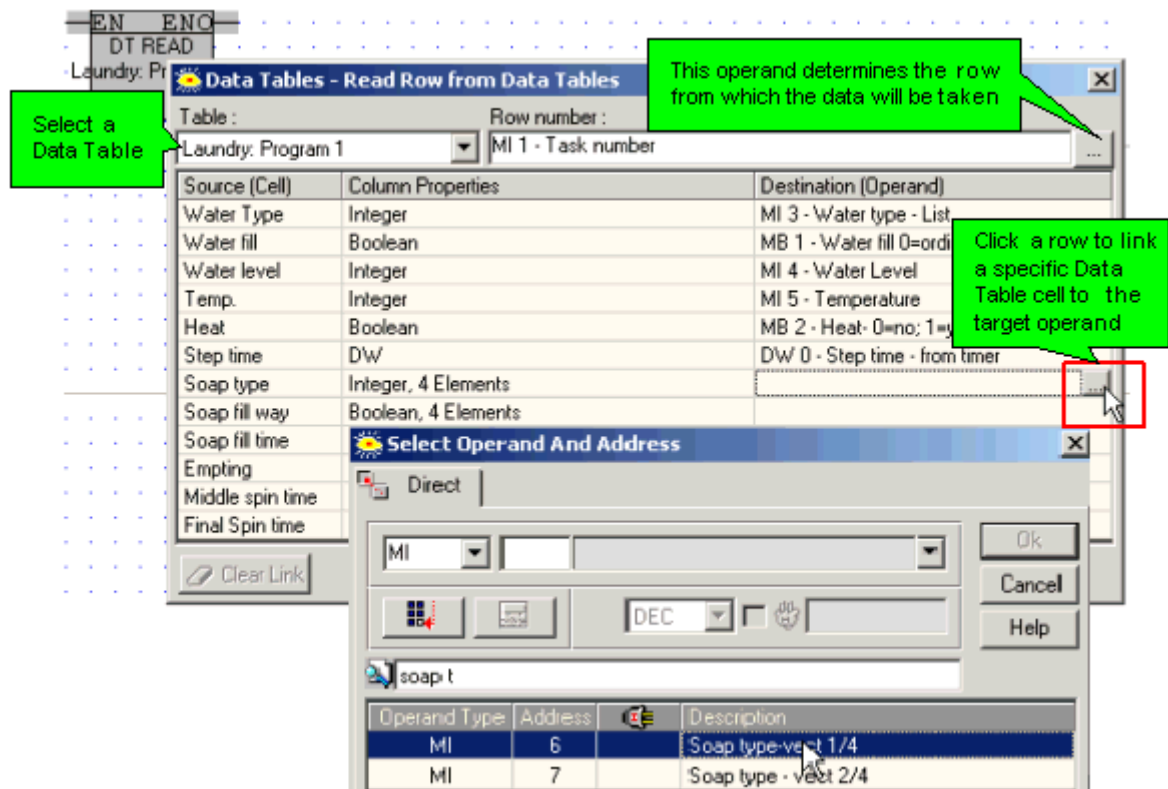 EN ENO
DT READ
Laundry: Pr
Data Tables - Read Row from Data Tables
This operand determines the row
from which the data will be taken
Select a
Data Table
Table :
Row number :
Laundry: Program 1
MI 1 - Task number
...
Source (Cell) Column Properties Destination (Operand)
Water Type Integer MI 3 - Water type - List
Water fill Boolean MB 1 - Water fill 0=ordi
Water level Integer MI 4 - Water Level
Temp. Integer MI 5 - Temperature
Heat Boolean MB 2 - Heat- 0=no; 1=y
Step time DW DW 0 - Step time - from timer
Soap type Integer, 4 Elements ...
Soap fill way Boolean, 4 Elements
Soap fill time
Empting
Middle spin time
Final Spin time
Click a row to link
a specific Data
Table cell to the
target operand
Clear Link
Select Operand And Address
Direct
MI
Ok
Cancel
Help
DEC
soap t
Operand Type Address Description
MI 6 Soap type-vect 1/4
MI 7 Soap type - vect 2/4